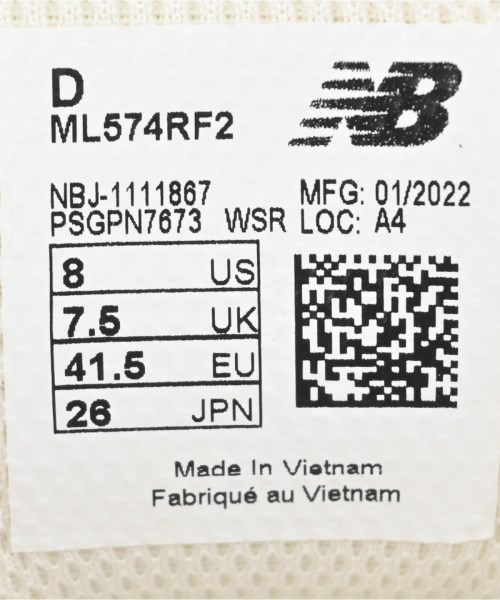 D
ML574RF2
NB
NBJ-1111867 MFG: 01/2022
PSGPN7673 WSR LOC: A4
8 US
7.5 UK
41.5 EU
26 JPN
Made In Vietnam
Fabriqué au Vietnam